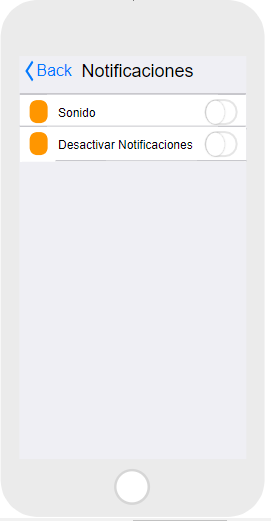 Back Notificaciones
Sonido
Desactivar Notificaciones